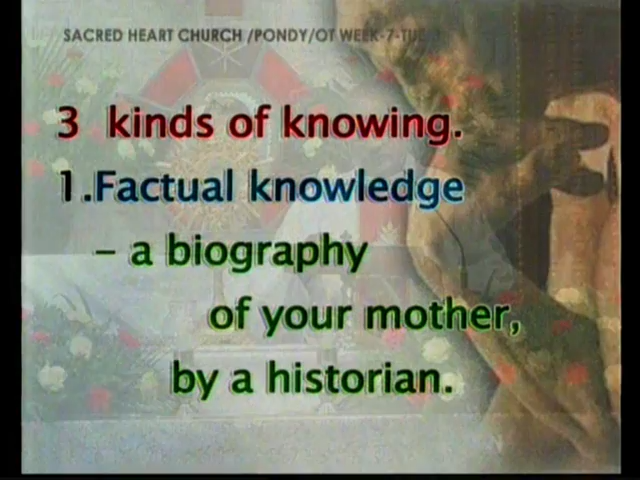 SACRED HEART CHURCH /PONDY/OT WEEK-7-TUE
3 kinds of knowing.
1.Factual knowledge
– a biography
of your mother,
by a historian.